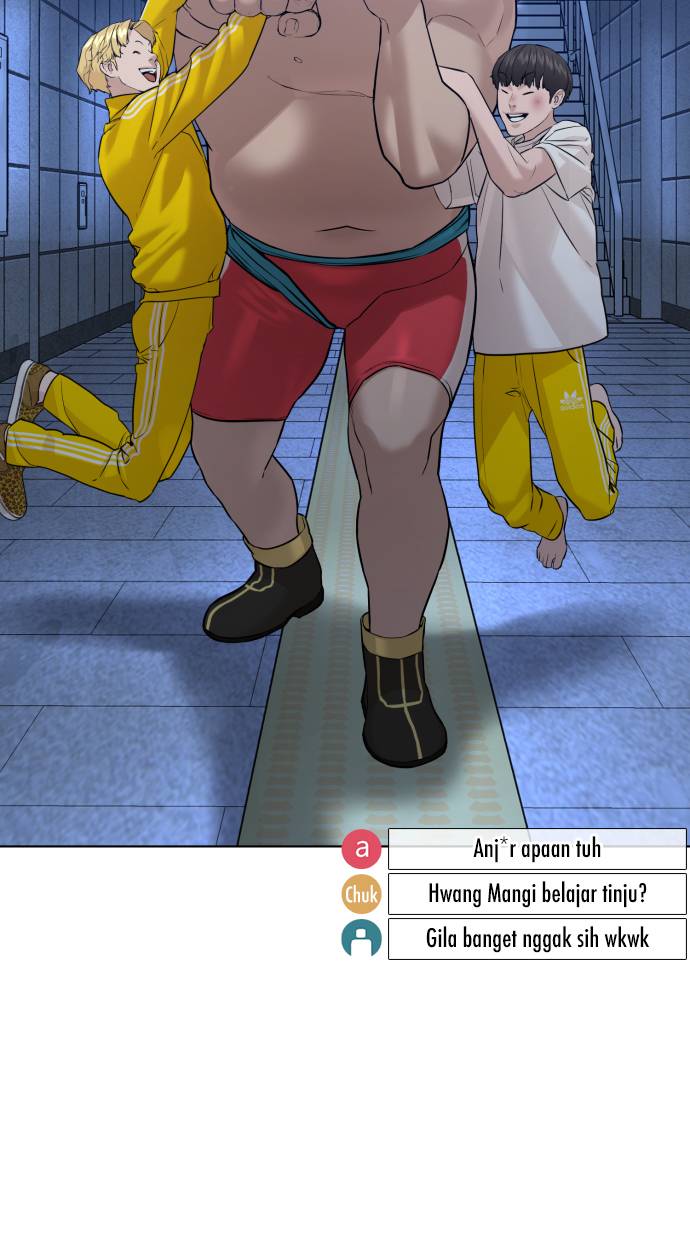 adidas
a
Anj*r apaan tuh
Chuk
Hwang Mangi belajar tinju?
Gila banget nggak sih wkwk